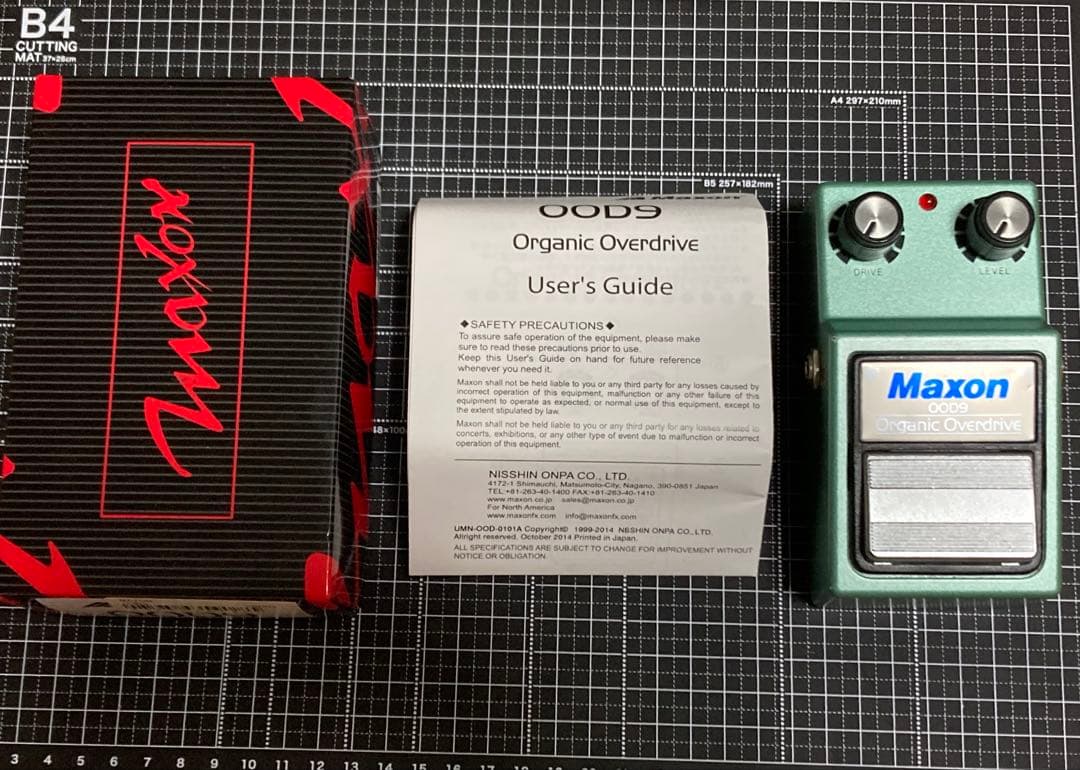 B4
CUTTING
MAT 37×26cm
A4 297×210mm
B5 257×182mm
maxon
OOD9
Organic Overdrive
User's Guide
◆SAFETY PRECAUTIONS◆
To assure safe operation of the equipment, please make
sure to read these precautions prior to use.
Keep this User's Guide on hand for future reference
whenever you need it.
Maxon shall not be held liable to you or any third party for any losses caused by
incorrect operation of this equipment, malfunction or any other failure of this
equipment to operate as expected, or normal use of this equipment, except to
the extent stipulated by law.
Maxon shall not be held liable to you or any third party for any losses related to
concerts, exhibitions, or any other type of event due to malfunction or incorrect
operation of this equipment.
NISSHIN ONPA CO., LTD.
4172-1 Shimauchi, Matsumoto-City, Nagano, 390-0851 Japan
TEL:+81-263-40-1400 FAX:+81-263-40-1410
www.maxon.co.jp sales@maxon.co.jp
For North America
www.maxonfx.com info@maxonfx.com
UMN-OOD-0101A Copyright© 1999-2014 NISSHIN ONPA CO., LTD.
Allright reserved. October 2014 Printed in Japan.
ALL SPECIFICATIONS ARE SUBJECT TO CHANGE FOR IMPROVEMENT WITHOUT
NOTICE OR OBLIGATION.
DRIVE
LEVEL
Maxon
OOD9
Organic Overdrive
3 4 5 6 7 8 9 10 11 12 13 14 15 16 17 18